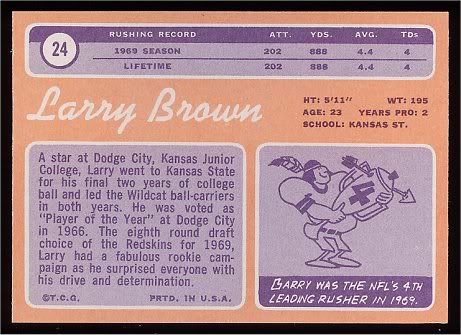 24
RUSHING RECORD ATT. YDS. AVG. TDs
1969 SEASON 202 888 4.4 4
LIFETIME 202 888 4.4 4
Larry Brown
HT: 5'11" WT: 195
AGE: 23 YEARS PRO: 2
SCHOOL: KANSAS ST.
A star at Dodge City, Kansas Junior
College, Larry went to Kansas State
for his final two years of college
ball and led the Wildcat ball-carriers
in both years. He was voted as
"Player of the Year" at Dodge City
in 1966. The eighth round draft
choice of the Redskins for 1969,
Larry had a fabulous rookie cam-
paign as he surprised everyone with
his drive and determination.
©T.C.G. PRTD. IN U.S.A.
4
BARRY WAS THE NFL'S 4TH
LEADING RUSHER IN 1969.